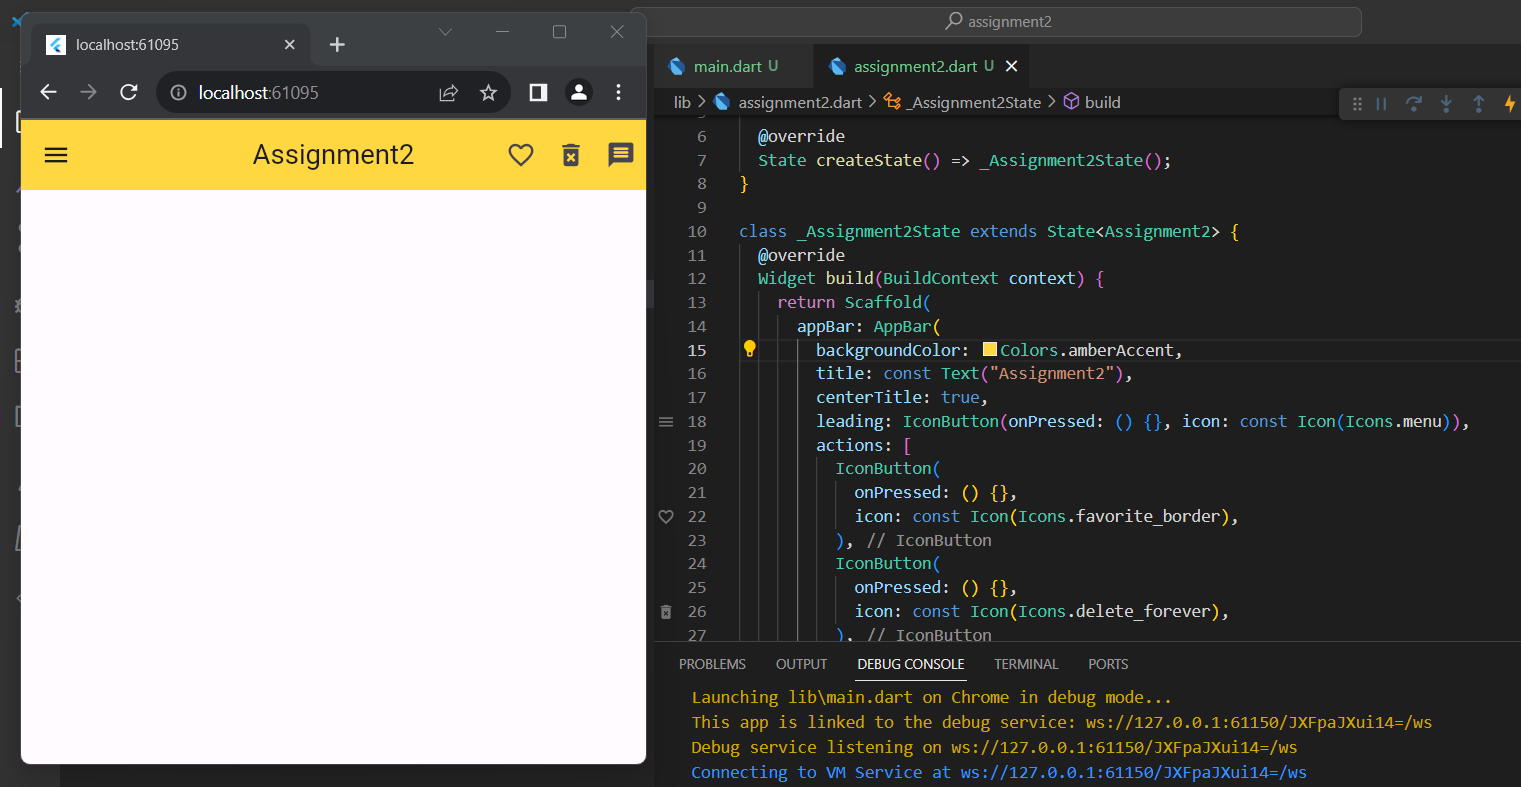 assignment2
localhost:61095
localhost:61095
Assignment2
main.dart U
assignment2.dart U
lib > assignment2.dart > _Assignment2State > build
6 @override
7 State createState() => _Assignment2State();
8 }
9
10 class _Assignment2State extends State<Assignment2> {
11 @override
12 Widget build(BuildContext context) {
13 return Scaffold(
14 appBar: AppBar(
15 backgroundColor: Colors.amberAccent,
16 title: const Text("Assignment2"),
17 centerTitle: true,
18 leading: IconButton(onPressed: () {}, icon: const Icon(Icons.menu)),
19 actions: [
20 IconButton(
21 onPressed: () {},
22 icon: const Icon(Icons.favorite_border),
23 ), // IconButton
24 IconButton(
25 onPressed: () {},
26 icon: const Icon(Icons.delete_forever),
27 ), // IconButton
PROBLEMS OUTPUT DEBUG CONSOLE TERMINAL PORTS
Launching lib\main.dart on Chrome in debug mode...
This app is linked to the debug service: ws://127.0.0.1:61150/JXFpaJXui14=/ws
Debug service listening on ws://127.0.0.1:61150/JXFpaJXui14=/ws
Connecting to VM Service at ws://127.0.0.1:61150/JXFpaJXui14=/ws